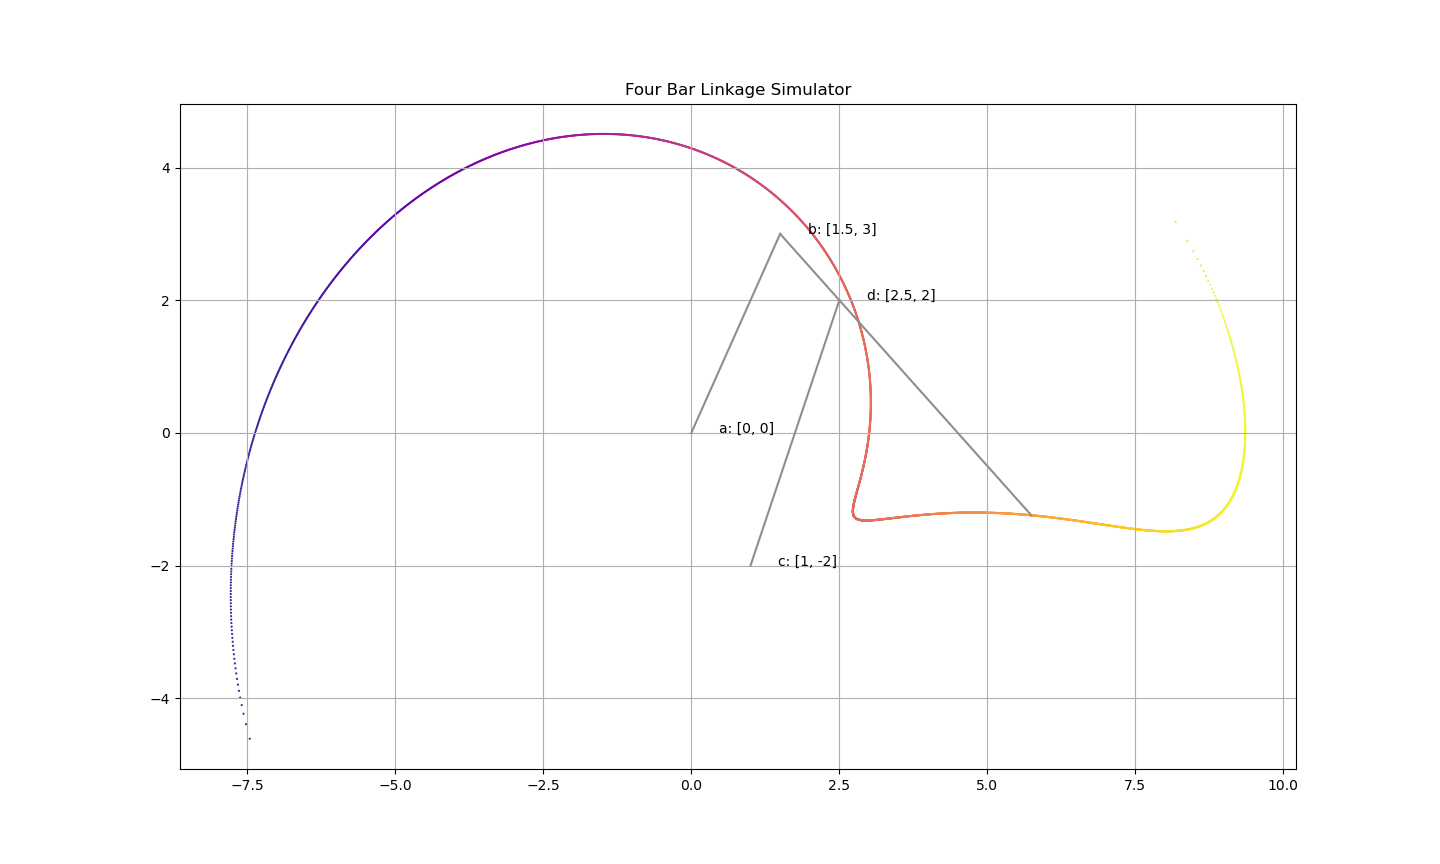 Four Bar Linkage Simulator
4
b: [1.5, 3]
2
d: [2.5, 2]
0
a: [0, 0]
−2
c: [1, -2]
−4
−7.5 −5.0 −2.5 0.0 2.5 5.0 7.5 10.0